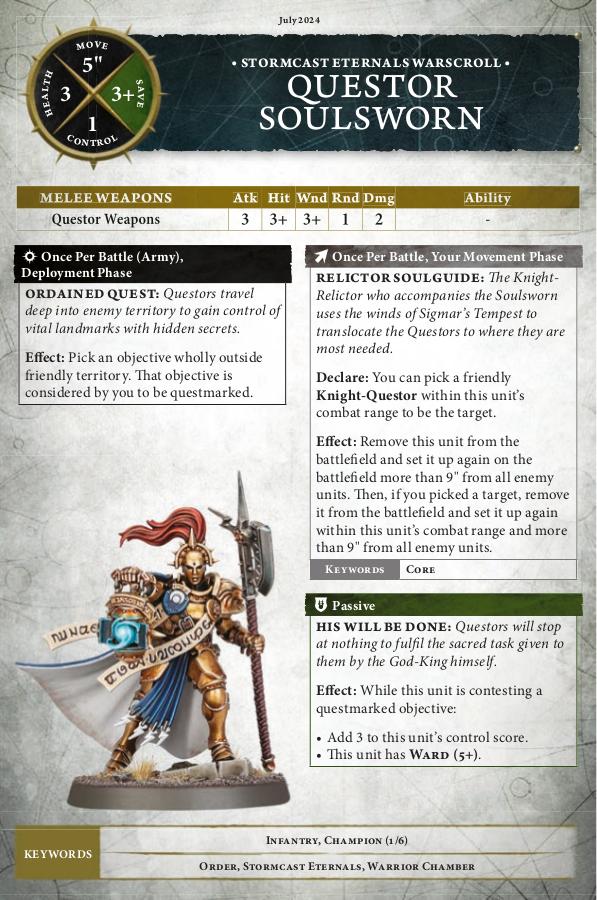 July 2024
MOVE
5"
HEALTH
3
3+
SAVE
1
CONTROL
• STORMCAST ETERNALS WARSCROLL •
QUESTOR
SOULSWORN
MELEE WEAPONS Atk Hit Wnd Rnd Dmg Ability
Questor Weapons 3 3+ 3+ 1 2 -
Once Per Battle (Army),
Deployment Phase
ORDAINED QUEST: Questors travel
deep into enemy territory to gain control of
vital landmarks with hidden secrets.
Effect: Pick an objective wholly outside
friendly territory. That objective is
considered by you to be questmarked.
Once Per Battle, Your Movement Phase
RELICTOR SOULGUIDE: The Knight-
Relictor who accompanies the Soulsworn
uses the winds of Sigmar's Tempest to
translocate the Questors to where they are
most needed.
Declare: You can pick a friendly
Knight-Questor within this unit's
combat range to be the target.
Effect: Remove this unit from the
battlefield and set it up again on the
battlefield more than 9" from all enemy
units. Then, if you picked a target, remove
it from the battlefield and set it up again
within this unit's combat range and more
than 9" from all enemy units.
KEYWORDS CORE
Passive
HIS WILL BE DONE: Questors will stop
at nothing to fulfil the sacred task given to
them by the God-King himself.
Effect: While this unit is contesting a
questmarked objective:
• Add 3 to this unit's control score.
• This unit has WARD (5+).
KEYWORDS
INFANTRY, CHAMPION (1/6)
ORDER, STORMCAST ETERNALS, WARRIOR CHAMBER